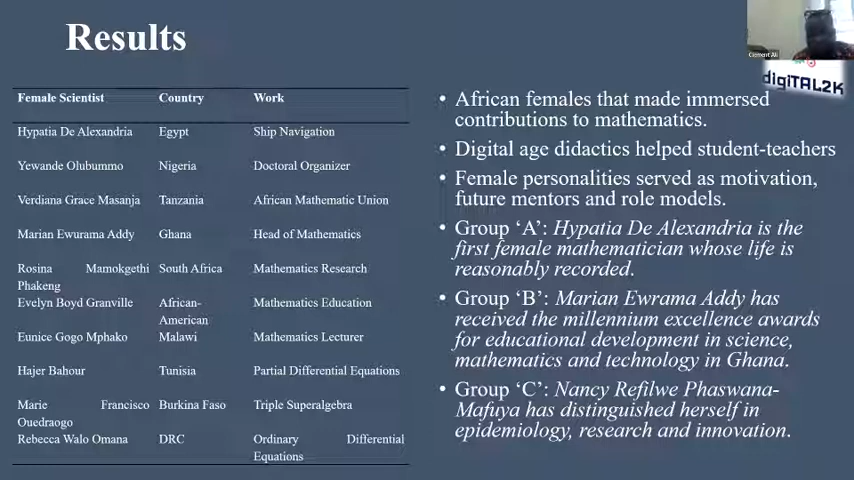 Results
Clement Ali
digiTAL2K
Female Scientist Country Work
Hypatia De Alexandria Egypt Ship Navigation
Yewande Olubummo Nigeria Doctoral Organizer
Verdiana Grace Masanja Tanzania African Mathematic Union
Marian Ewurama Addy Ghana Head of Mathematics
Rosina Mamokgethi South Africa Mathematics Research
Phakeng
Evelyn Boyd Granville African- Mathematics Education
American
Eunice Gogo Mphako Malawi Mathematics Lecturer
Hajer Bahour Tunisia Partial Differential Equations
Marie Francisco Burkina Faso Triple Superalgebra
Ouedraogo
Rebecca Walo Omana DRC Ordinary Differential
Equations
• African females that made immersed
contributions to mathematics.
• Digital age didactics helped student-teachers
• Female personalities served as motivation,
future mentors and role models.
• Group ‘A’: Hypatia De Alexandria is the
first female mathematician whose life is
reasonably recorded.
• Group ‘B’: Marian Ewrama Addy has
received the millennium excellence awards
for educational development in science,
mathematics and technology in Ghana.
• Group ‘C’: Nancy Refilwe Phaswana-
Mafuya has distinguished herself in
epidemiology, research and innovation.